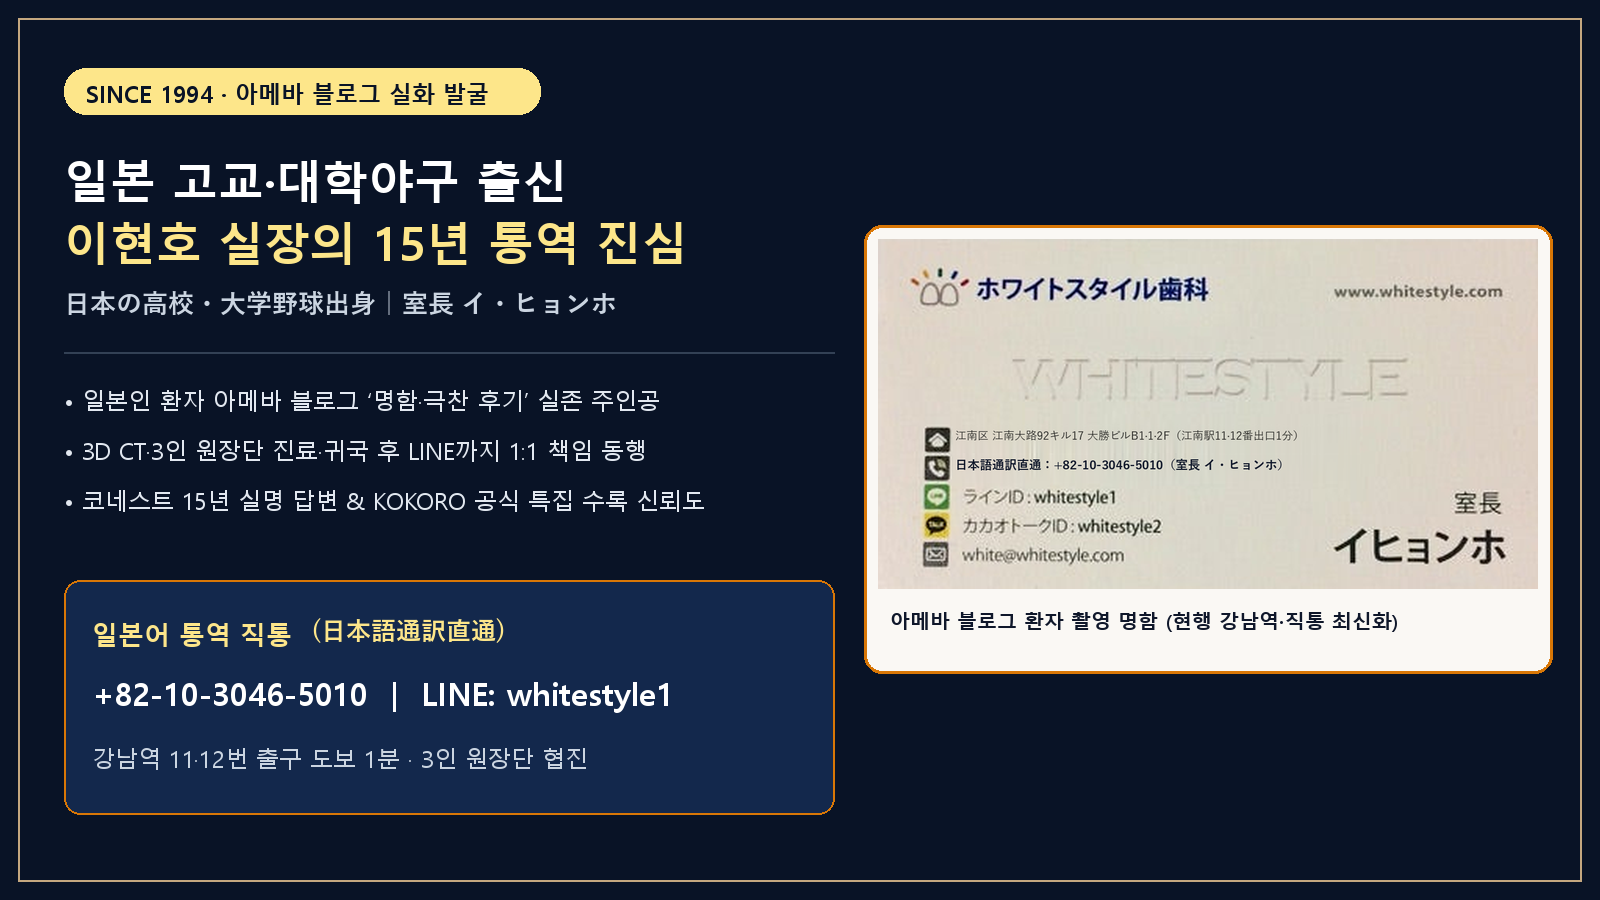 SINCE 1994 · 아메바 블로그 실화 발굴
일본 고교·대학야구 출신
이현호 실장의 15년 통역 진심
日本の高校・大学野球出身｜室長 イ・ヒョンホ
• 일본인 환자 아메바 블로그 ‘명함·극찬 후기’ 실존 주인공
• 3D CT·3인 원장단 진료·귀국 후 LINE까지 1:1 책임 동행
• 코네스트 15년 실명 답변 & KOKORO 공식 특집 수록 신뢰도
일본어 통역 직통 (日本語通訳直通)
+82-10-3046-5010 | LINE: whitestyle1
강남역 11·12번 출구 도보 1분 · 3인 원장단 협진
ホワイトスタイル歯科
www.whitestyle.com
WHITESTYLE
江南区 江南大路92キル17 大勝ビルB1·1·2F（江南駅11·12番出口1分）
日本語通訳直通：+82-10-3046-5010（室長 イ・ヒョンホ）
LINE
ラインID : whitestyle1
TALK
カカオトークID : whitestyle2
white@whitestyle.com
室長
イヒョンホ
아메바 블로그 환자 촬영 명함 (현행 강남역·직통 최신화)